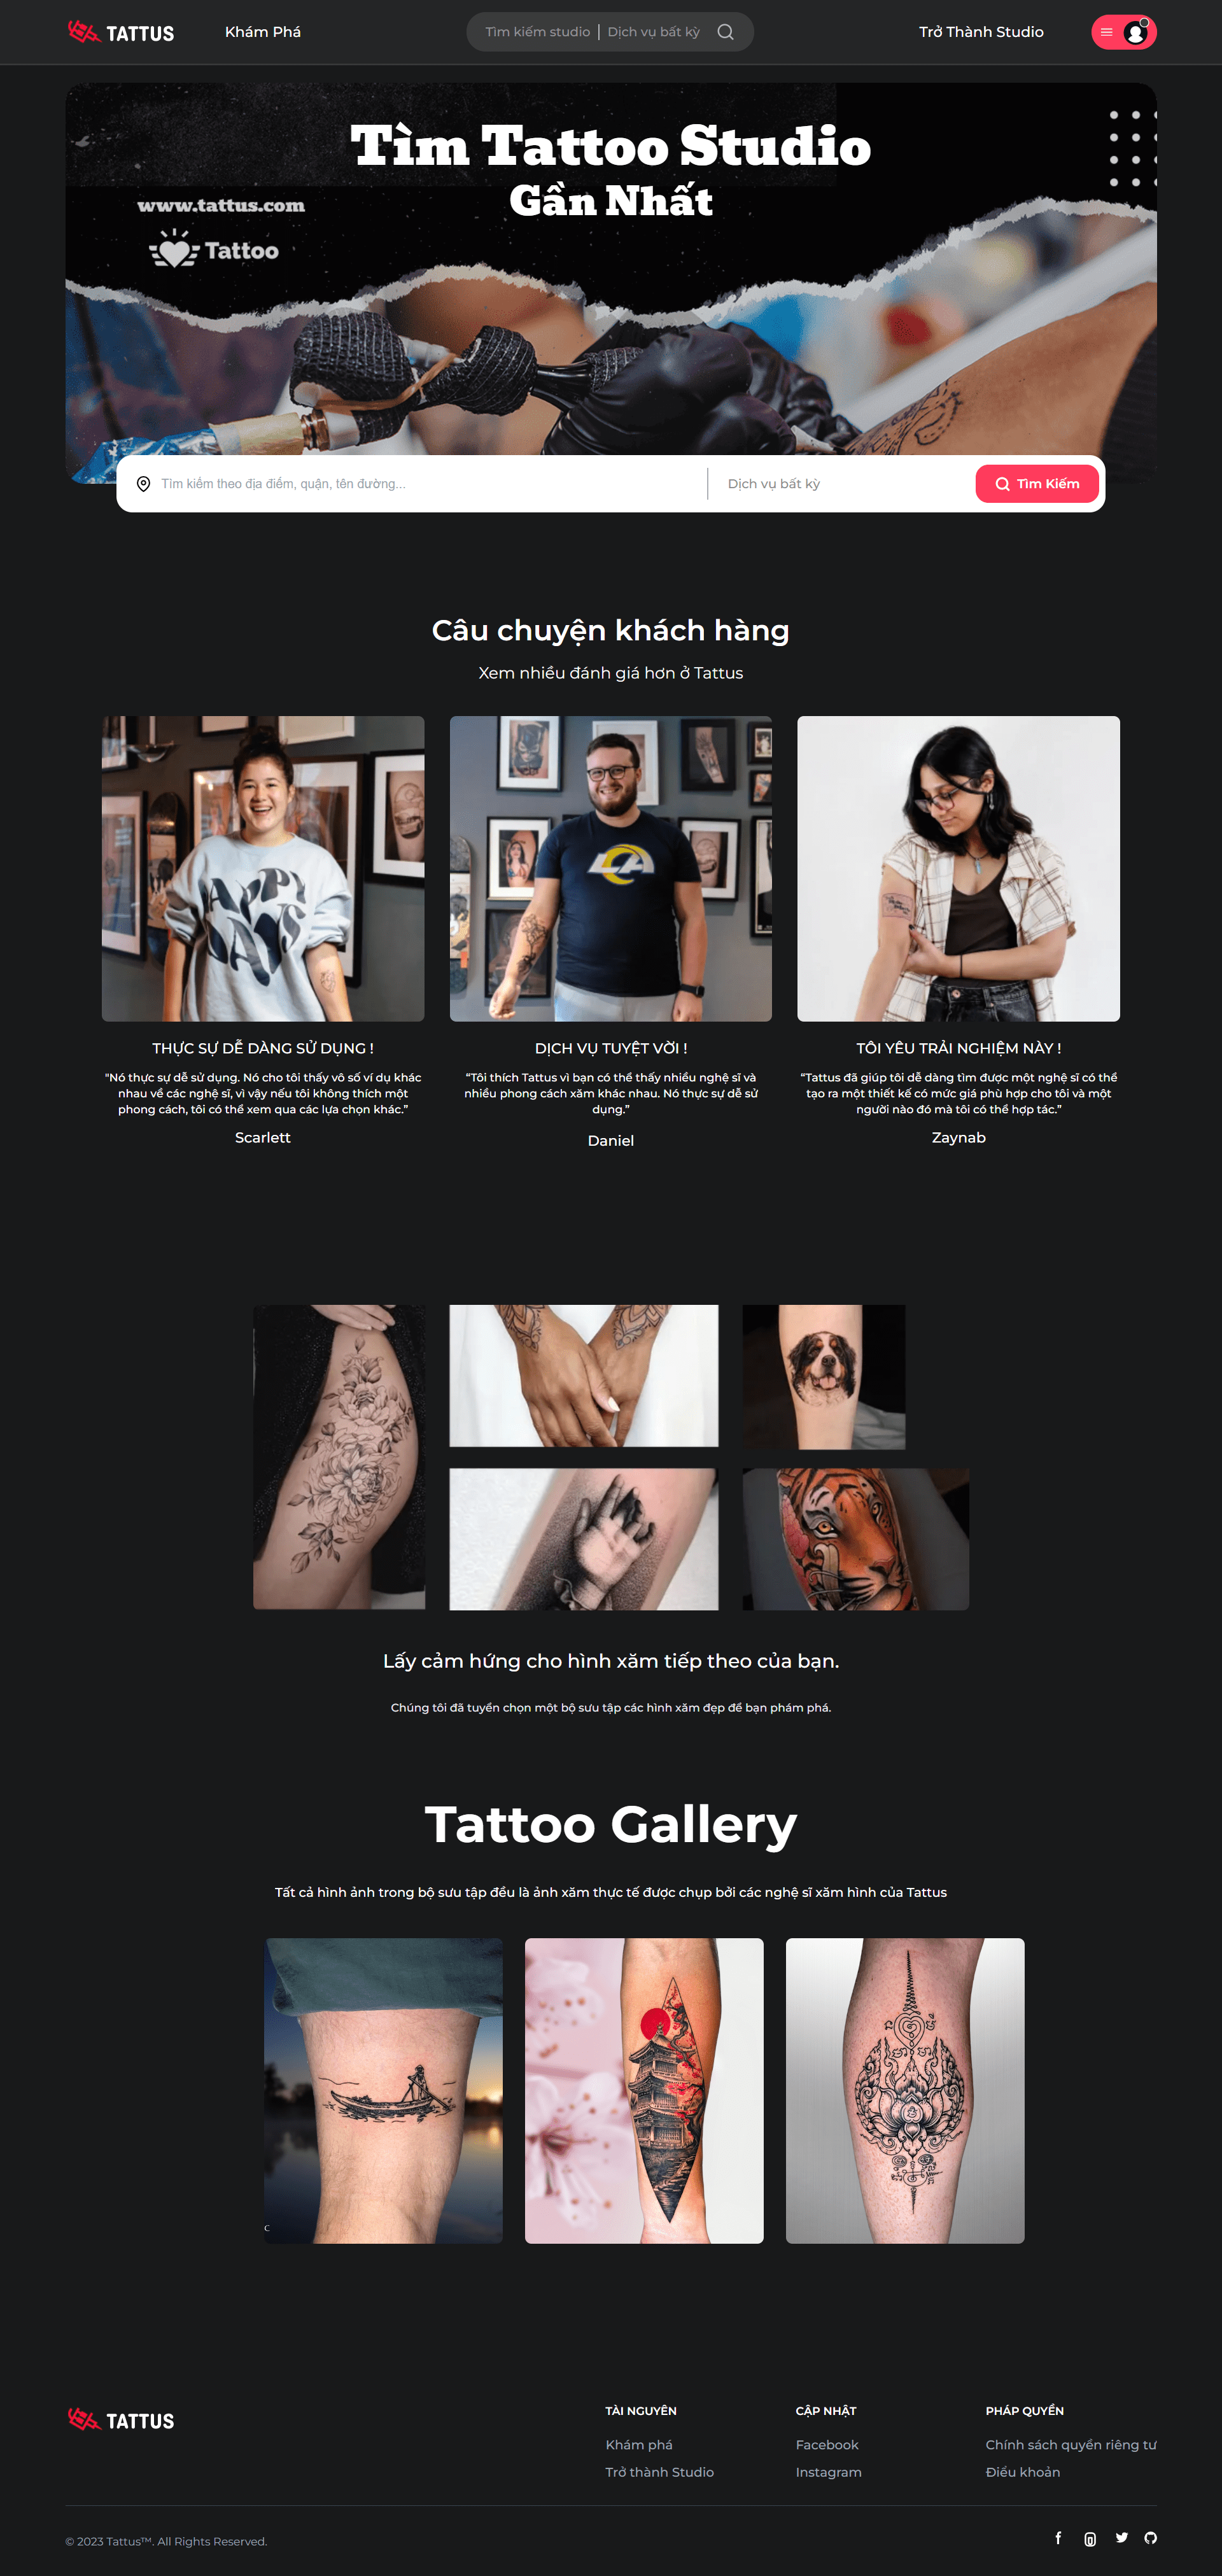 TATTUS
Khám Phá
Tìm kiếm studio | Dịch vụ bất kỳ
Trở Thành Studio
Tìm Tattoo Studio
Gần Nhất
www.tattus.com
Tattoo
Tìm kiếm theo địa điểm, quận, tên đường...
Dịch vụ bất kỳ
Tìm Kiếm
Câu chuyện khách hàng
Xem nhiều đánh giá hơn ở Tattus
THỰC SỰ DỄ DÀNG SỬ DỤNG !
"Nó thực sự dễ sử dụng. Nó cho tôi thấy vô số ví dụ khác
nhau về các nghệ sĩ, vì vậy nếu tôi không thích một
phong cách, tôi có thể xem qua các lựa chọn khác.”
Scarlett
DỊCH VỤ TUYỆT VỜI !
“Tôi thích Tattus vì bạn có thể thấy nhiều nghệ sĩ và
nhiều phong cách xăm khác nhau. Nó thực sự dễ sử
dụng.”
Daniel
TÔI YÊU TRẢI NGHIỆM NÀY !
“Tattus đã giúp tôi dễ dàng tìm được một nghệ sĩ có thể
tạo ra một thiết kế có mức giá phù hợp cho tôi và một
người nào đó mà tôi có thể hợp tác.”
Zaynab
Lấy cảm hứng cho hình xăm tiếp theo của bạn.
Chúng tôi đã tuyển chọn một bộ sưu tập các hình xăm đẹp để bạn phám phá.
Tattoo Gallery
Tất cả hình ảnh trong bộ sưu tập đều là ảnh xăm thực tế được chụp bởi các nghệ sĩ xăm hình của Tattus
C
TATTUS
TÀI NGUYÊN
Khám phá
Trở thành Studio
CẬP NHẬT
Facebook
Instagram
PHÁP QUYỀN
Chính sách quyền riêng tư
Điều khoản
© 2023 Tattus™. All Rights Reserved.